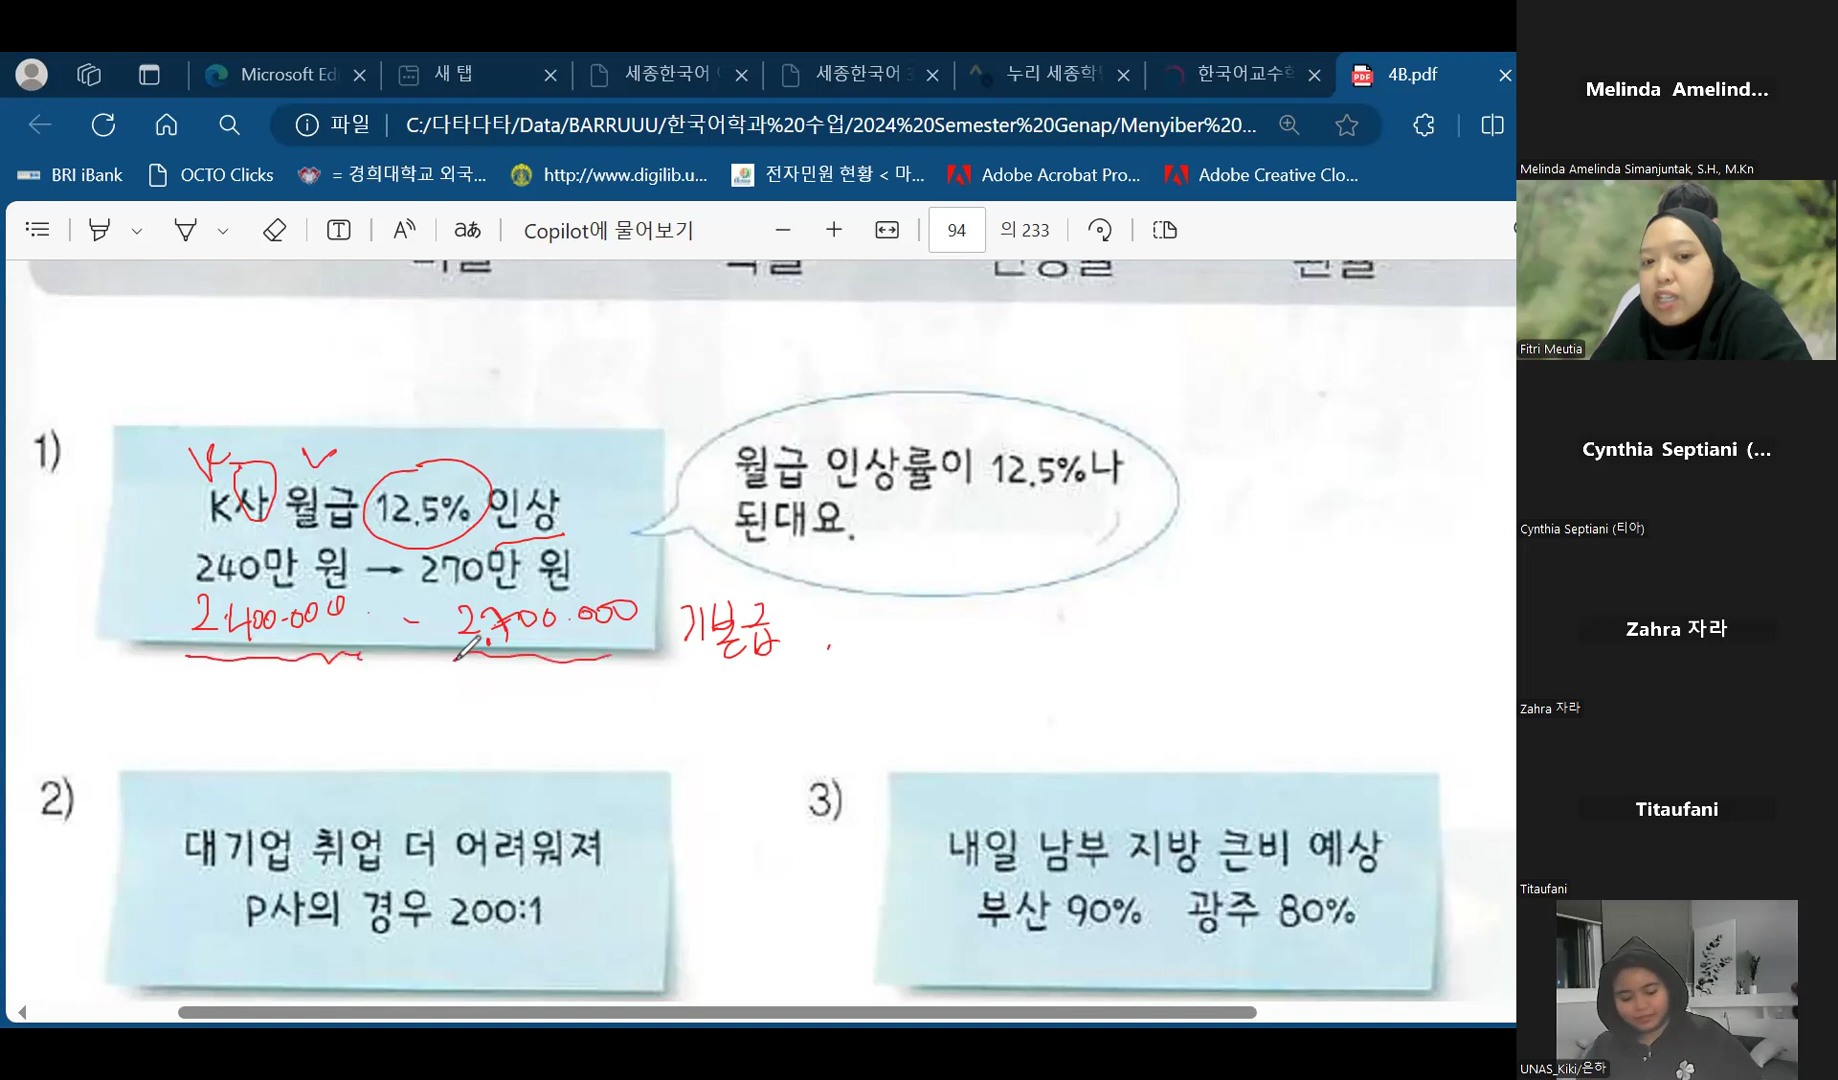 Microsoft Ed
새 탭
세종한국어
세종한국어
누리 세종학
한국어교수
4B.pdf
파일
C:/다타다타/Data/BARRUUU/한국어학과%20수업/2024%20Semester%20Genap/Menyiber%20...
BRI iBank
OCTO Clicks
= 경희대학교 외국...
http://www.digilib.u...
전자민원 현황 < 마...
Adobe Acrobat Pro...
Adobe Creative Clo...
Copilot에 물어보기
94
의 233
1)
K사 월급 12.5% 인상
240만 원 → 270만 원
2.400.000 - 2.700.000
기본급
월급 인상률이 12.5%나
된대요.
2)
대기업 취업 더 어려워져
P사의 경우 200:1
3)
내일 남부 지방 큰비 예상
부산 90% 광주 80%
Melinda Amelind...
Melinda Amelinda Simanjuntak, S.H., M.Kn
Fitri Meutia
Cynthia Septiani (...
Cynthia Septiani (티아)
Zahra 자라
Zahra 자라
Titaufani
Titaufani
UNAS_Kiki/은하